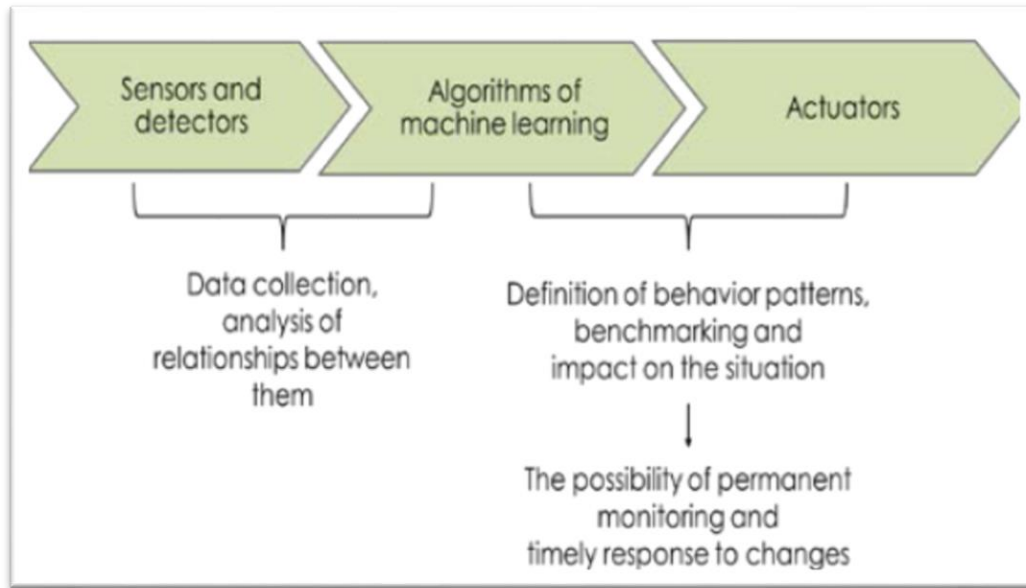 Sensors and
detectors
Algorithms of
machine learning
Actuators
Data collection,
analysis of
relationships between
them
Definition of behavior patterns,
benchmarking and
impact on the situation
The possibility of permanent
monitoring and
timely response to changes